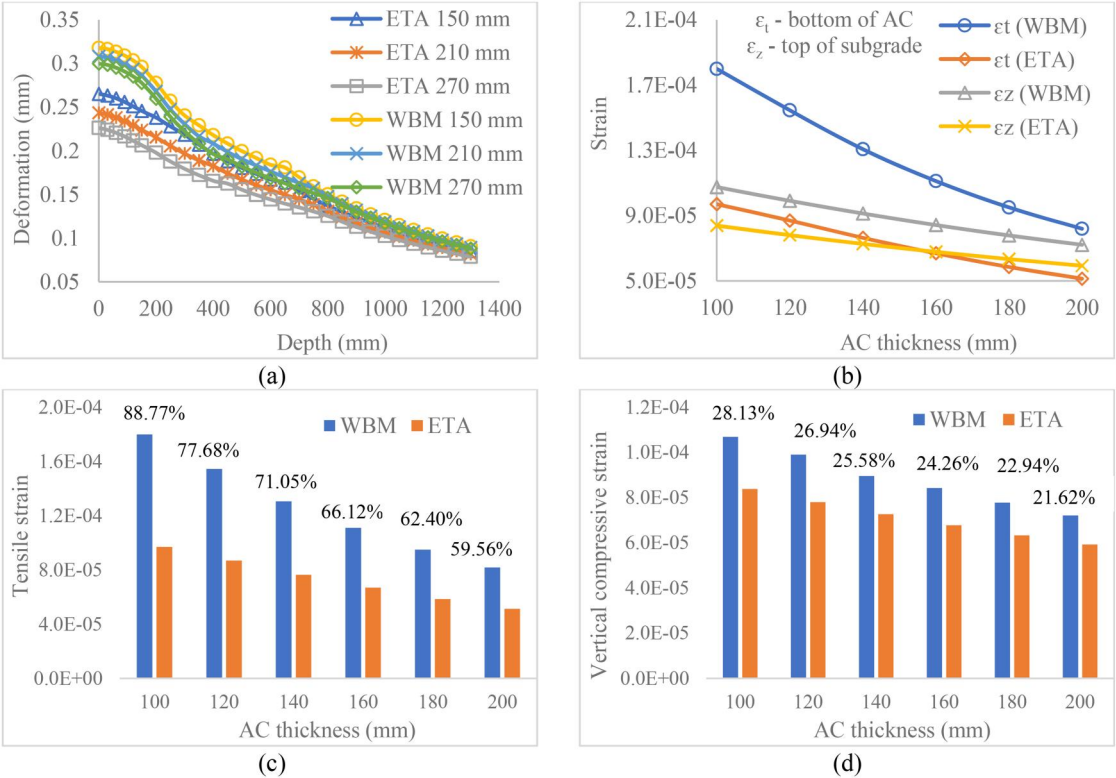 ETA 150 mm
ETA 210 mm
ETA 270 mm
WBM 150 mm
WBM 210 mm
WBM 270 mm
0.35
0.3
0.25
0.2
0.15
0.1
0.05
Deformation (mm)
0 200 400 600 800 1000 1200 1400
Depth (mm)
(a)
εt - bottom of AC
εz - top of subgrade
εt (WBM)
εt (ETA)
εz (WBM)
εz (ETA)
2.1E-04
1.7E-04
1.3E-04
9.0E-05
5.0E-05
Strain
100 120 140 160 180 200
AC thickness (mm)
(b)
2.0E-04
1.6E-04
1.2E-04
8.0E-05
4.0E-05
0.0E+00
Tensile strain
WBM ETA
88.77%
77.68%
71.05%
66.12%
62.40%
59.56%
100 120 140 160 180 200
AC thickness (mm)
(c)
1.2E-04
1.0E-04
8.0E-05
6.0E-05
4.0E-05
2.0E-05
0.0E+00
Vertical compressive strain
WBM ETA
28.13%
26.94%
25.58%
24.26%
22.94%
21.62%
100 120 140 160 180 200
AC thickness (mm)
(d)